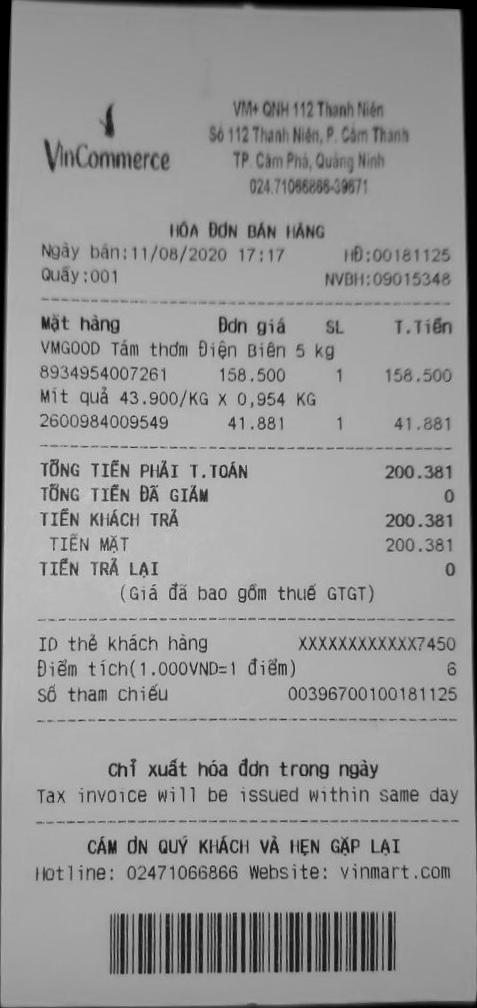 VinCommerce
VM+ QNH 112 Thanh Niên
Số 112 Thanh Niên, P. Cẩm Thành
TP. Cẩm Phả, Quảng Ninh
024.71066866-39671
HÓA ĐƠN BÁN HÀNG
Ngày bán:11/08/2020 17:17 HĐ:00181125
Quầy:001 NVBH:09015348
Mặt hàng Đơn giá SL T.Tiền
VMGOOD Tám thơm Điện Biên 5 kg
8934954007261 158.500 1 158.500
Mít quả 43.900/KG X 0,954 KG
2600984009549 41.881 1 41.881
TỔNG TIỀN PHẢI T.TOÁN 200.381
TỔNG TIỀN ĐÃ GIẢM 0
TIỀN KHÁCH TRẢ 200.381
TIỀN MẶT 200.381
TIỀN TRẢ LẠI 0
(Giá đã bao gồm thuế GTGT)
ID thẻ khách hàng XXXXXXXXXXXX7450
Điểm tích(1.000VND=1 điểm) 6
Số tham chiếu 00396700100181125
Chỉ xuất hóa đơn trong ngày
Tax invoice will be issued within same day
CẢM ƠN QUÝ KHÁCH VÀ HẸN GẶP LẠI
Hotline: 02471066866 Website: vinmart.com